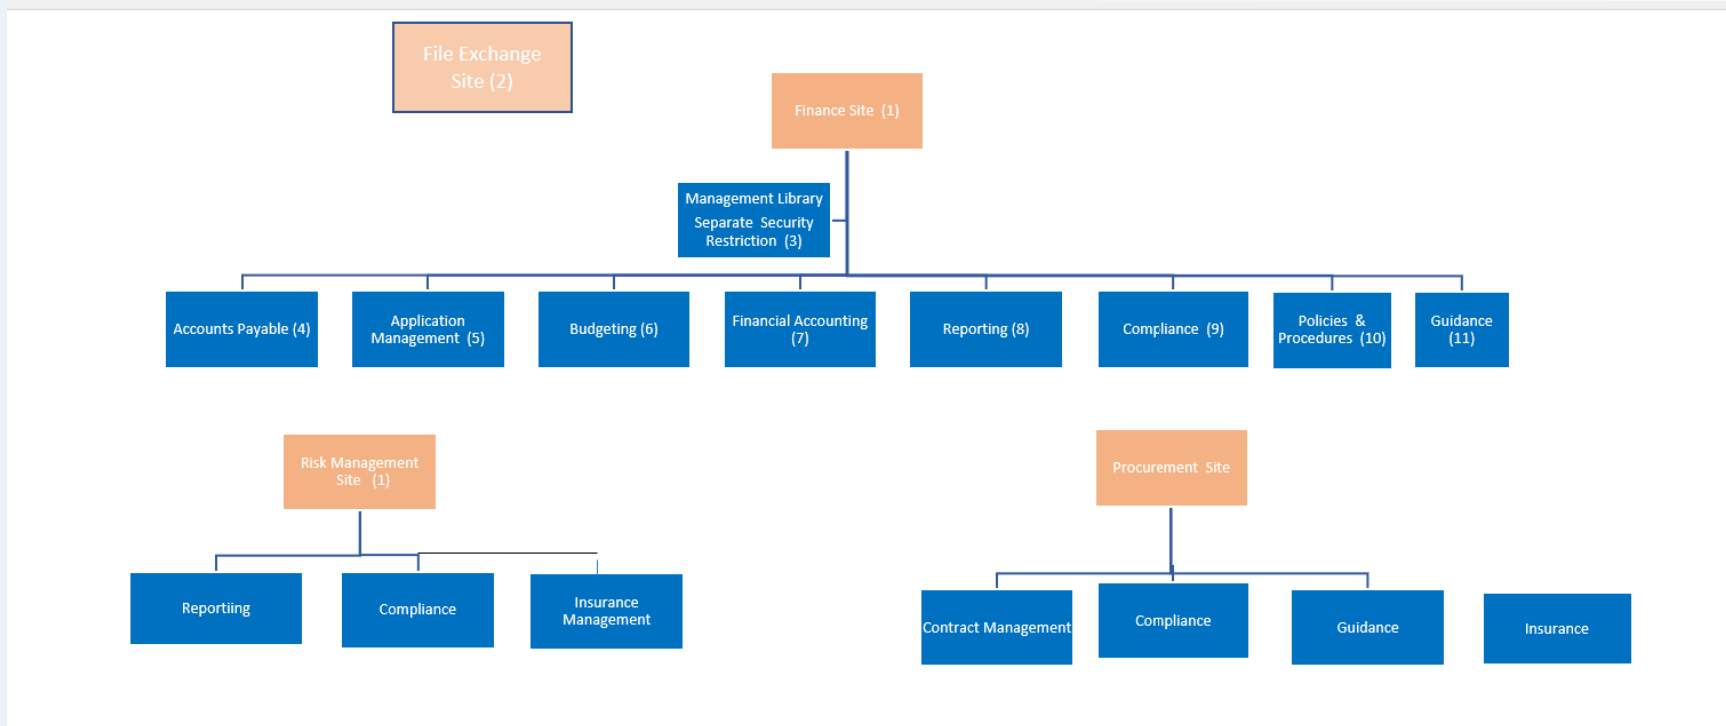 File Exchange
Site (2)
Finance Site (1)
Management Library
Separate Security
Restriction (3)
Accounts Payable (4)
Application
Management (5)
Budgeting (6)
Financial Accounting
(7)
Reporting (8)
Compliance (9)
Policies &
Procedures (10)
Guidance
(11)
Risk Management
Site (1)
Procurement Site
Reportiing
Compliance
Insurance
Management
Contract Management
Compliance
Guidance
Insurance